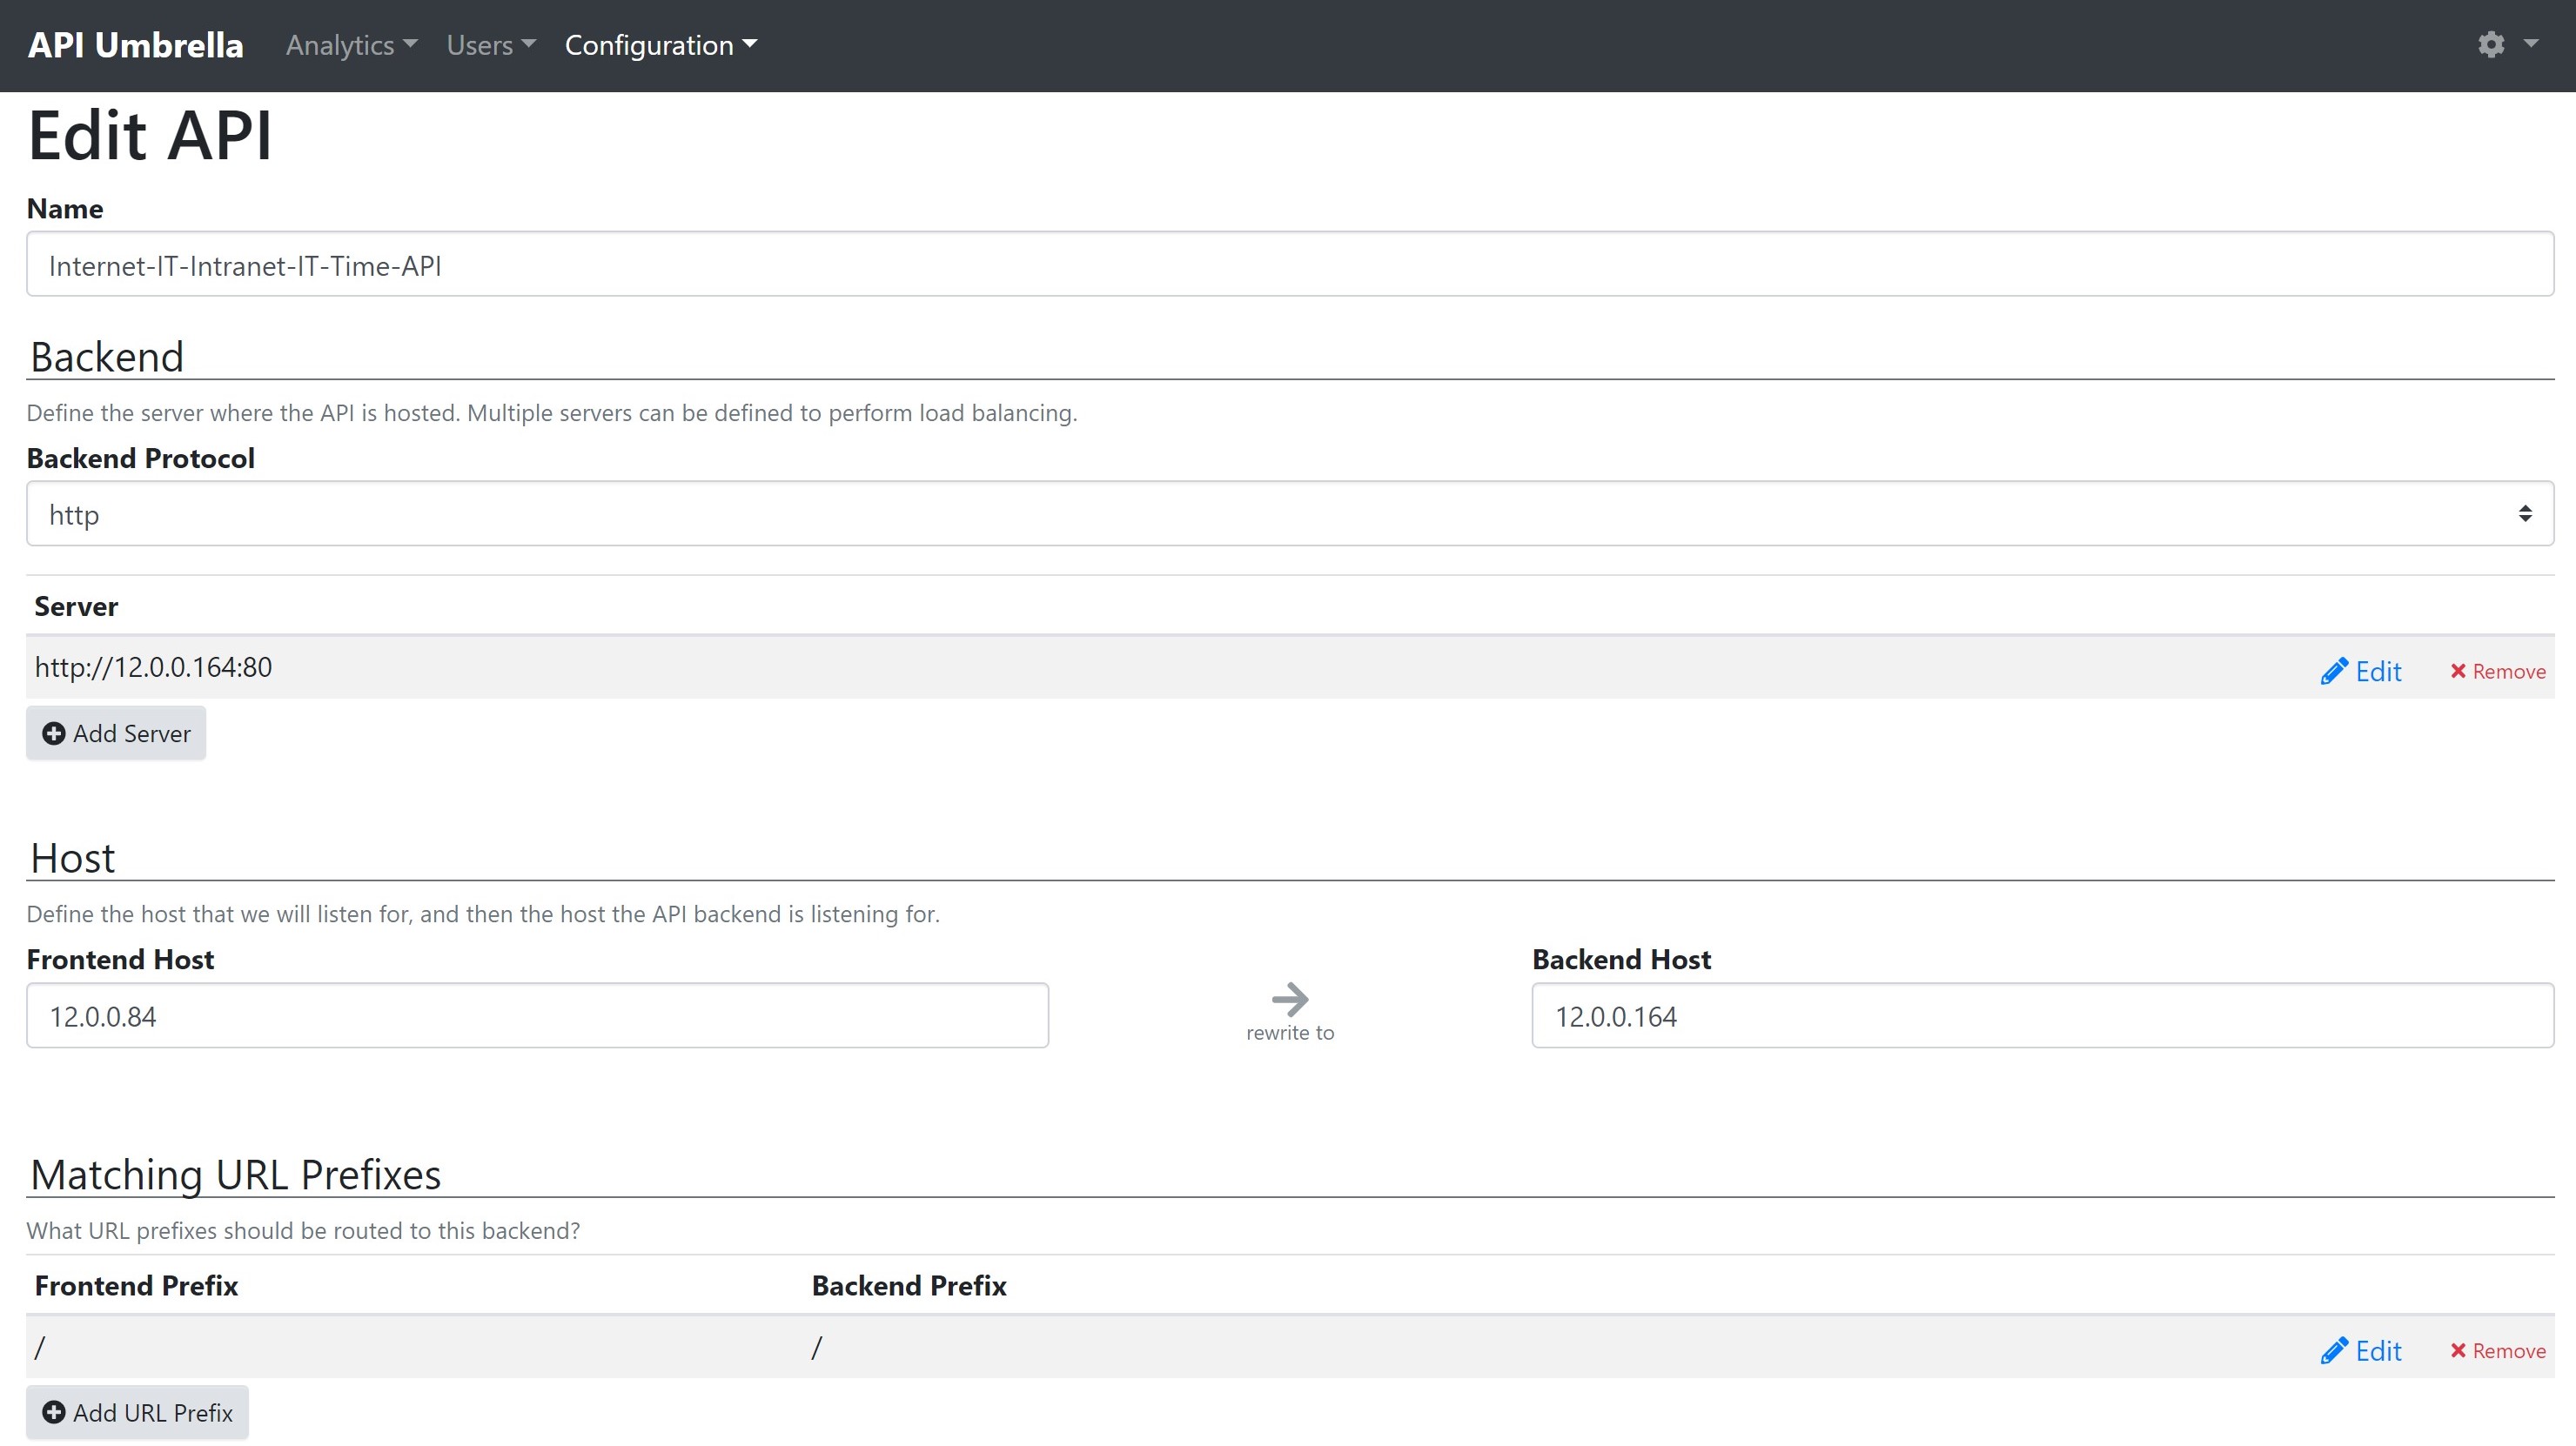 API Umbrella Analytics Users Configuration
Edit API
Name
Internet-IT-Intranet-IT-Time-API
Backend
Define the server where the API is hosted. Multiple servers can be defined to perform load balancing.
Backend Protocol
http
Server
http://12.0.0.164:80 Edit Remove
Add Server
Host
Define the host that we will listen for, and then the host the API backend is listening for.
Frontend Host Backend Host
12.0.0.84 rewrite to 12.0.0.164
Matching URL Prefixes
What URL prefixes should be routed to this backend?
Frontend Prefix Backend Prefix
/ / Edit Remove
Add URL Prefix